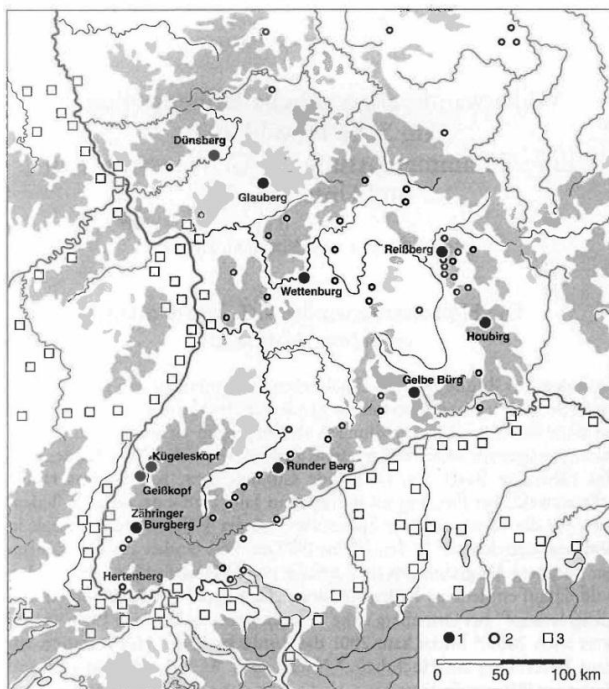 Dünsberg
Glauberg
Reißberg
Wettenburg
Houbirg
Gelbe Bürg
Kügeleskopf
Runder Berg
Geißkopf
Zähringer
Burgberg
Hertenberg
1 2 3
0 50 100 km